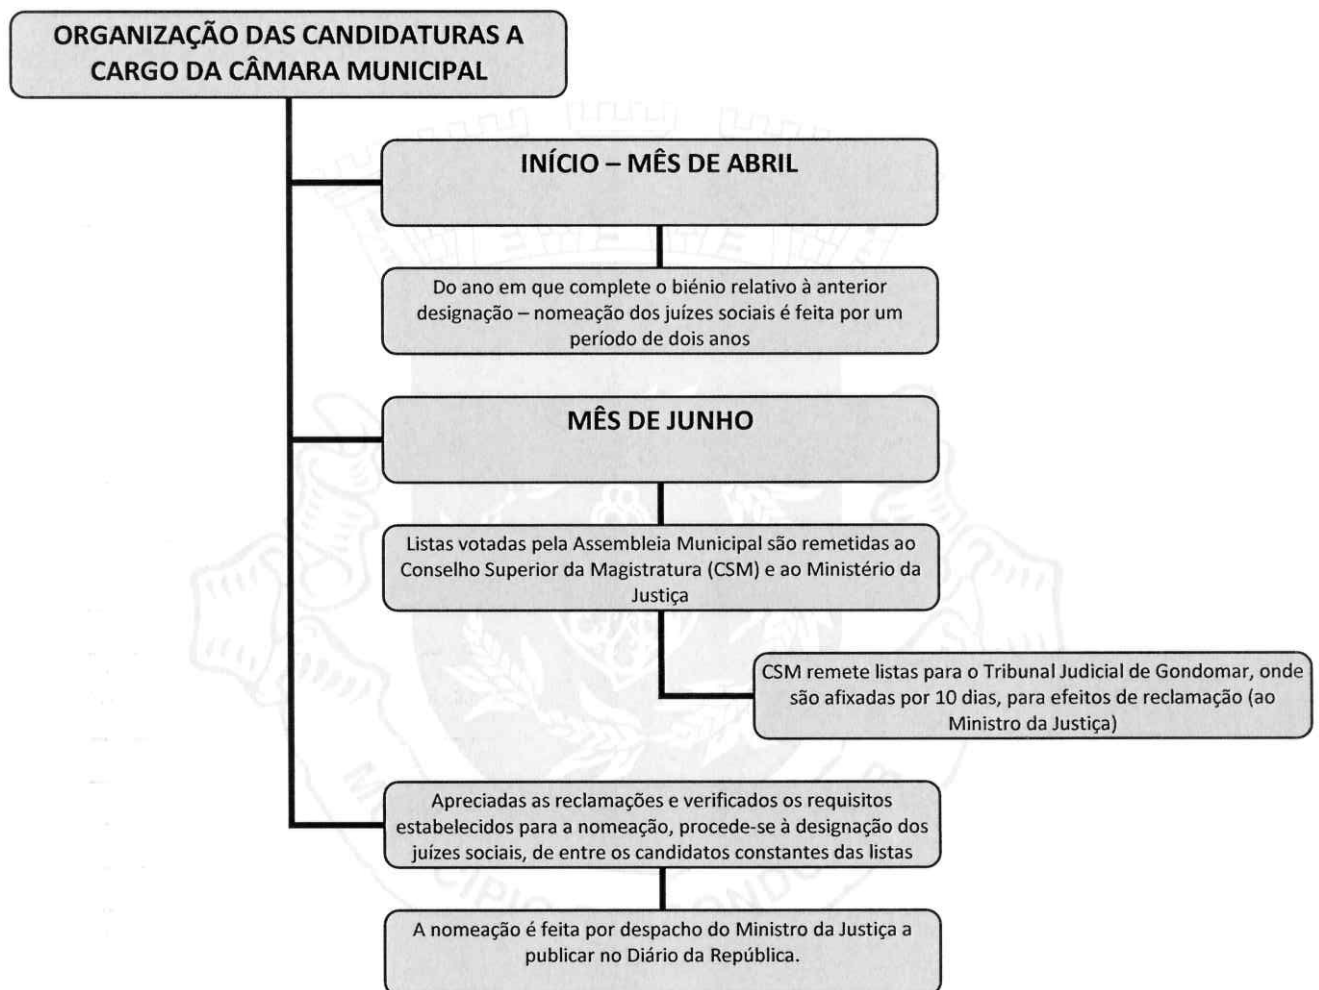 ORGANIZAÇÃO DAS CANDIDATURAS A
CARGO DA CÂMARA MUNICIPAL
INÍCIO – MÊS DE ABRIL
Do ano em que complete o biénio relativo à anterior
designação – nomeação dos juízes sociais é feita por um
período de dois anos
MÊS DE JUNHO
Listas votadas pela Assembleia Municipal são remetidas ao
Conselho Superior da Magistratura (CSM) e ao Ministério da
Justiça
CSM remete listas para o Tribunal Judicial de Gondomar, onde
são afixadas por 10 dias, para efeitos de reclamação (ao
Ministro da Justiça)
Apreciadas as reclamações e verificados os requisitos
estabelecidos para a nomeação, procede-se à designação dos
juízes sociais, de entre os candidatos constantes das listas
A nomeação é feita por despacho do Ministro da Justiça a
publicar no Diário da República.